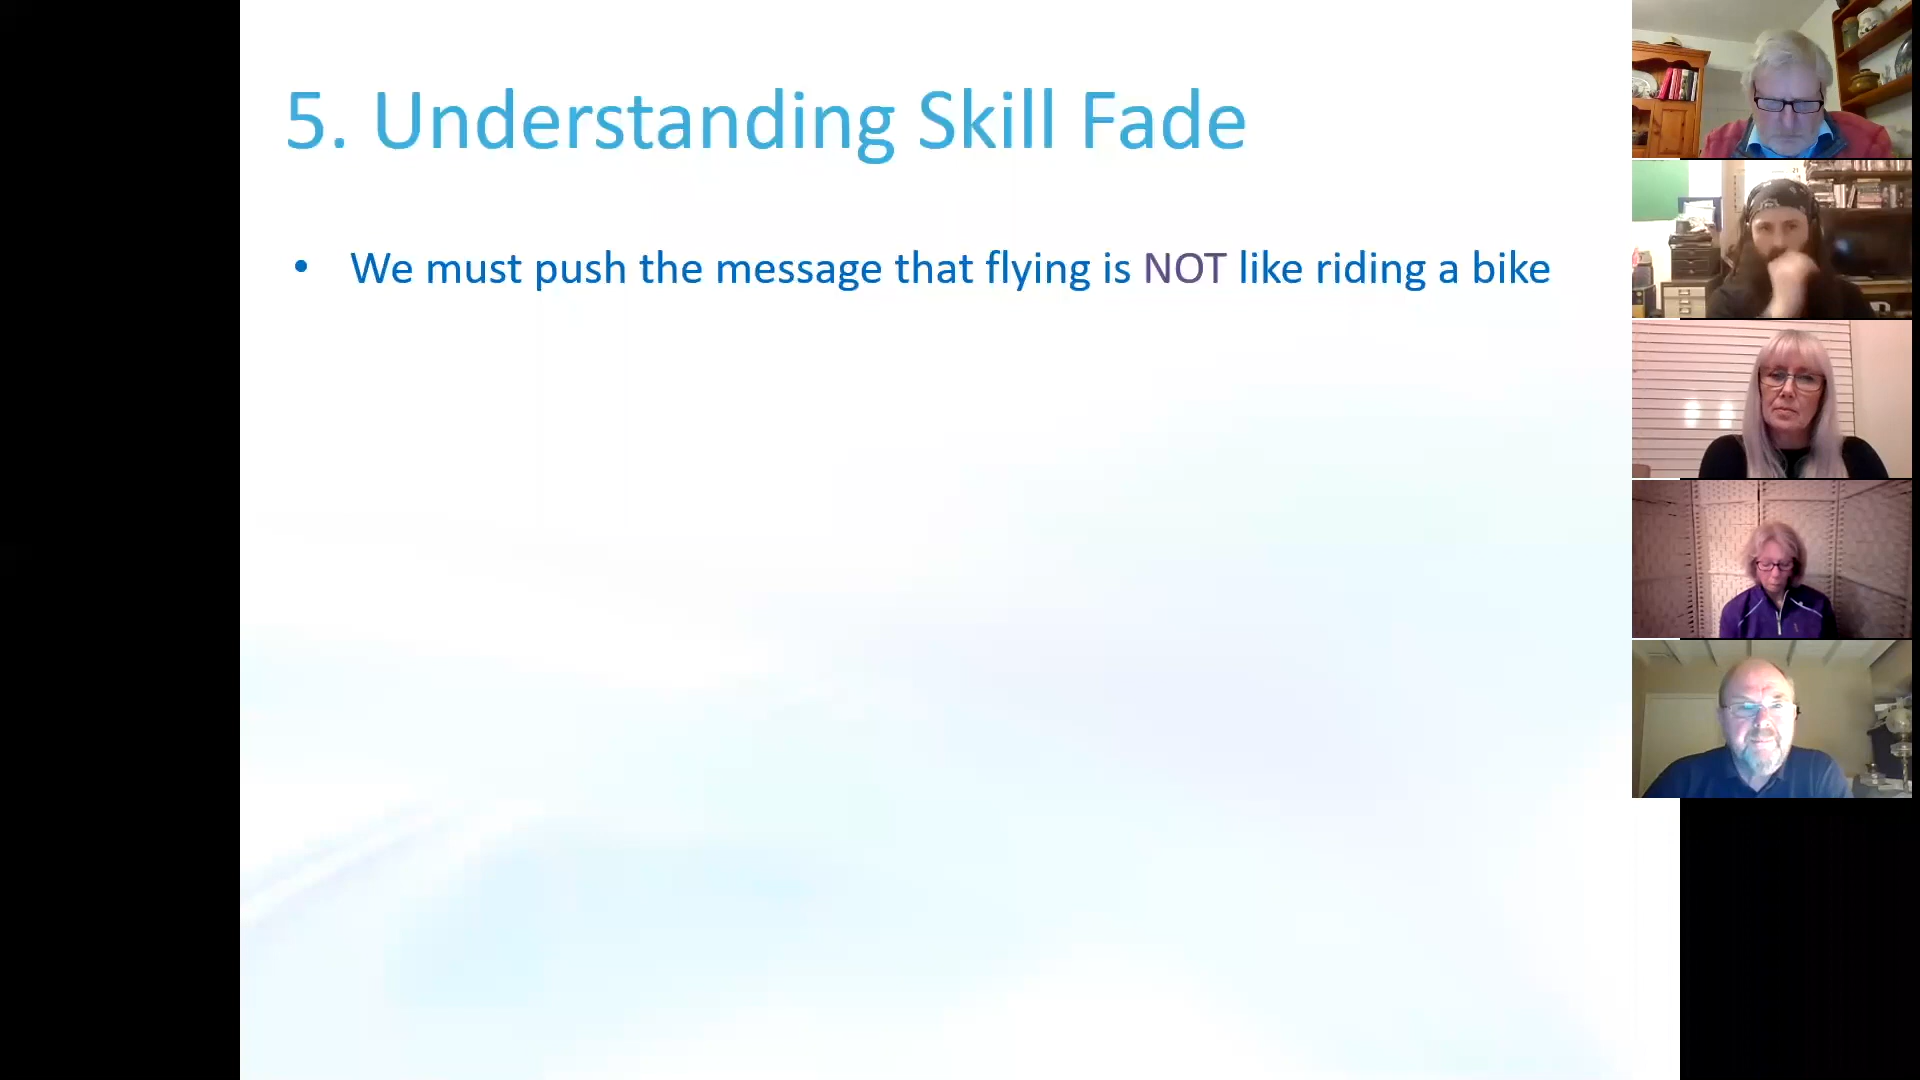 5. Understanding Skill Fade
• We must push the message that flying is NOT like riding a bike